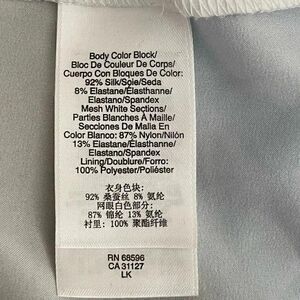 Body Color Block/
Bloc De Couleur De Corps/
Cuerpo Con Bloques De Color:
92% Silk/Soie/Seda
8% Elastane/Élasthanne/
Elastano/Spandex
Mesh White Sections/
Parties Blanches À Maille/
Secciones De Malla En
Color Blanco: 87% Nylon/Nilón
13% Elastane/Élasthanne/
Elastano/Spandex
Lining/Doublure/Forro:
100% Polyester/Poliéster
衣身色块:
92% 桑蚕丝 8% 氨纶
网眼白色部分:
87% 锦纶 13% 氨纶
衬里: 100% 聚酯纤维
RN 68596
CA 31127
LK